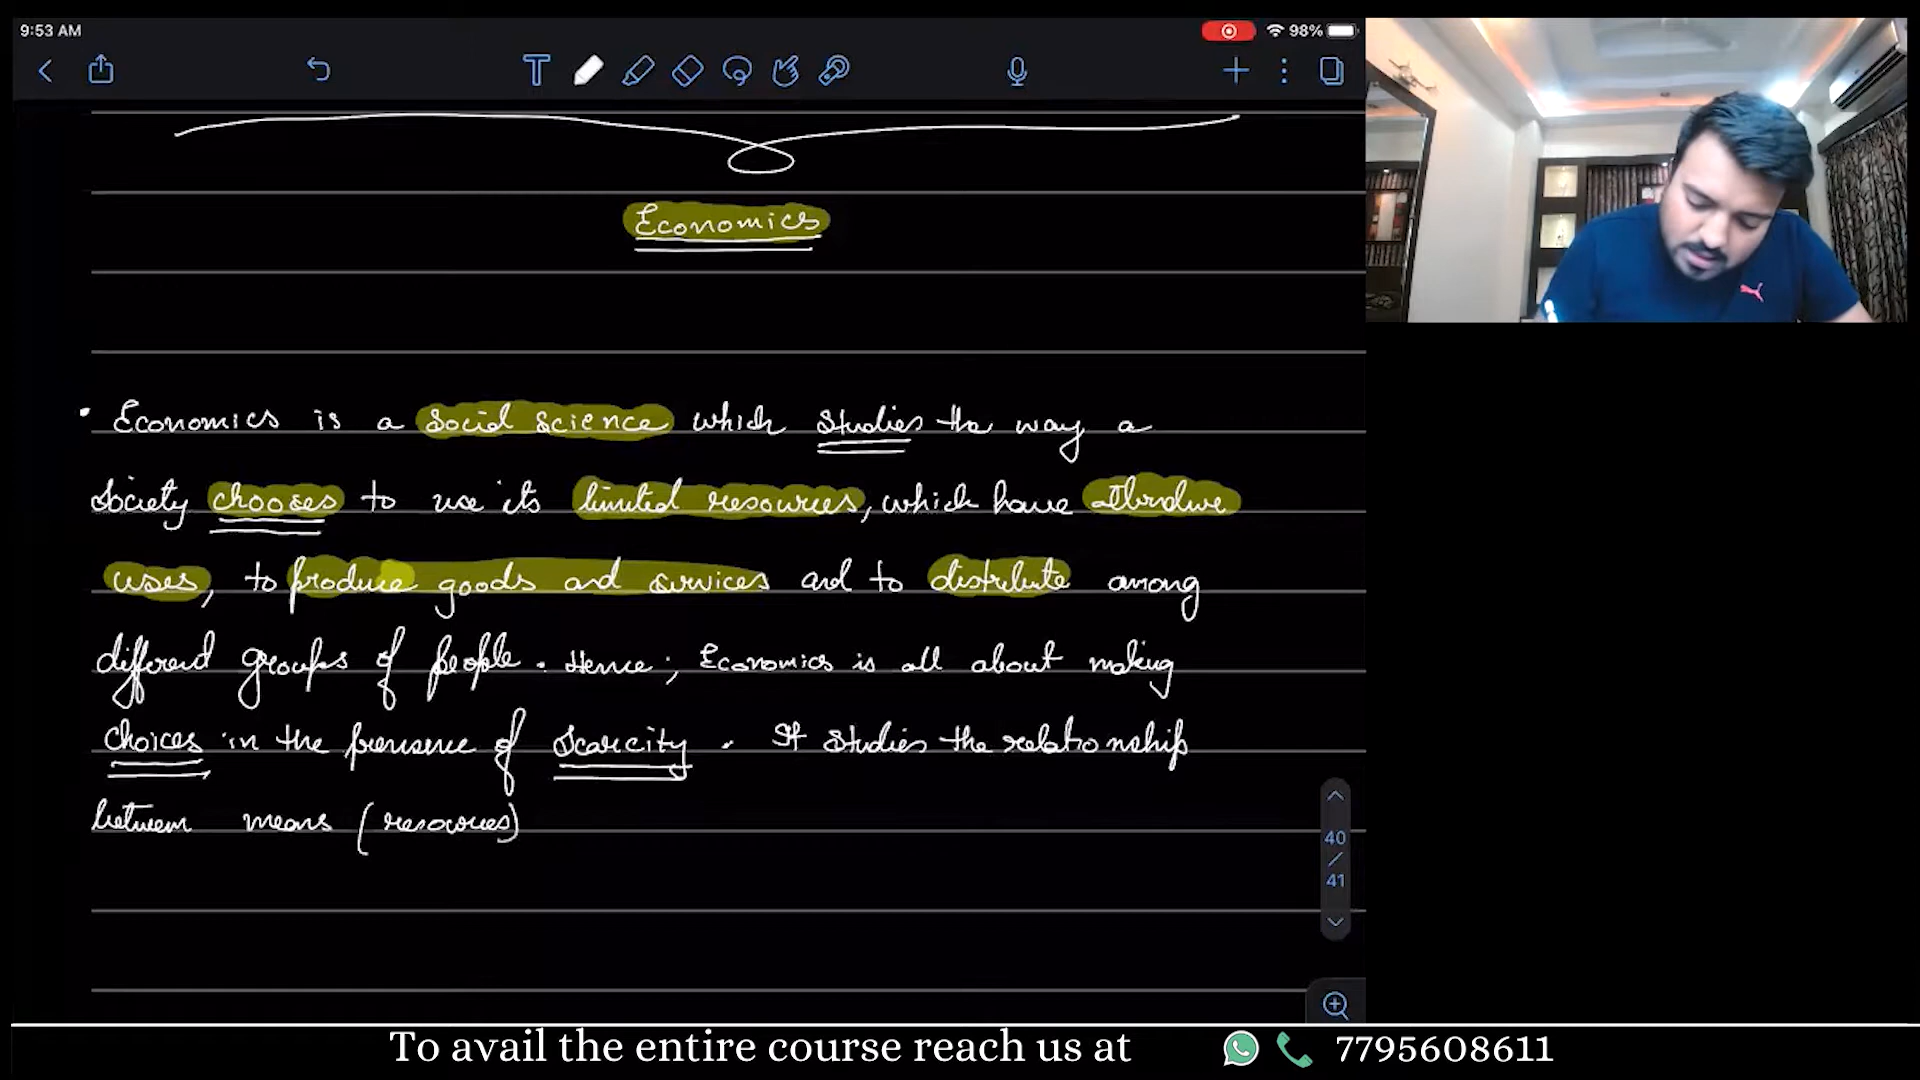 9:53 AM
98%
Economics
• Economics is a social science which studies the way a
society chooses to use its limited resources, which have alternative
uses, to produce goods and services and to distribute among
different groups of people. Hence; Economics is all about making
choices in the presence of scarcity. It studies the relationship
between means (resources)
40
/
41
To avail the entire course reach us at 7795608611